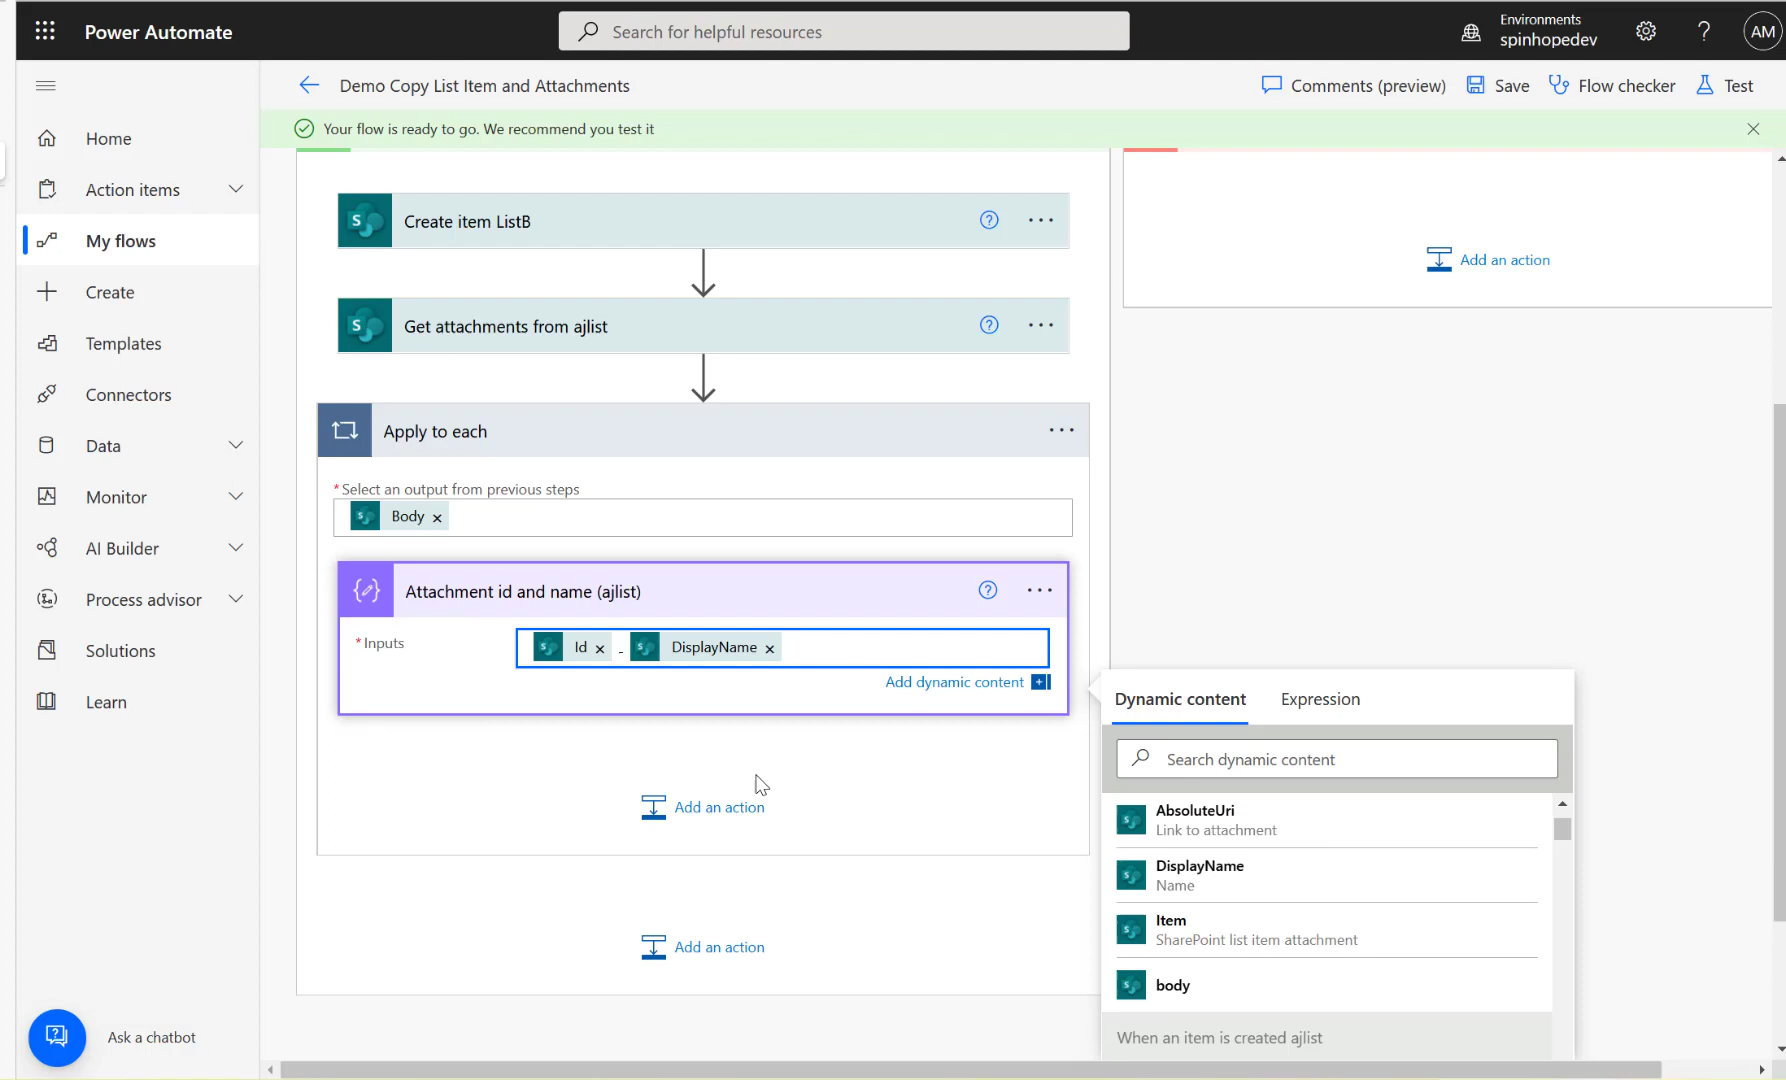 Power Automate
Search for helpful resources
Environments
spinhopedev
AM
Demo Copy List Item and Attachments
Comments (preview)
Save
Flow checker
Test
Your flow is ready to go. We recommend you test it
Home
Action items
My flows
Create
Templates
Connectors
Data
Monitor
AI Builder
Process advisor
Solutions
Learn
Ask a chatbot
Create item ListB
Get attachments from ajlist
Apply to each
* Select an output from previous steps
Body
Attachment id and name (ajlist)
* Inputs
Id - DisplayName
Add dynamic content
Add an action
Add an action
Add an action
Dynamic content
Expression
Search dynamic content
AbsoluteUri
Link to attachment
DisplayName
Name
Item
SharePoint list item attachment
body
When an item is created ajlist